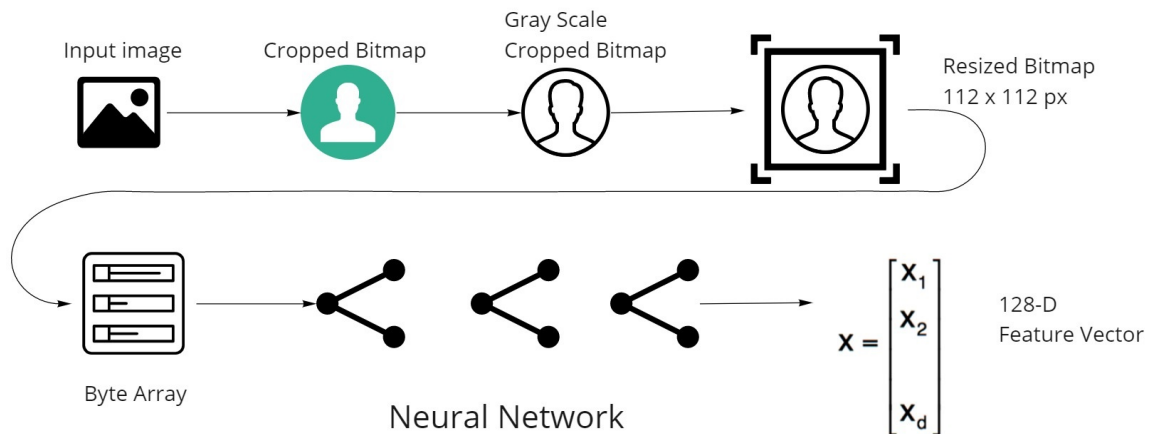 Input image
Cropped Bitmap
Gray Scale
Cropped Bitmap
Resized Bitmap
112 x 112 px
Byte Array
Neural Network
X =
X1
X2
Xd
128-D
Feature Vector